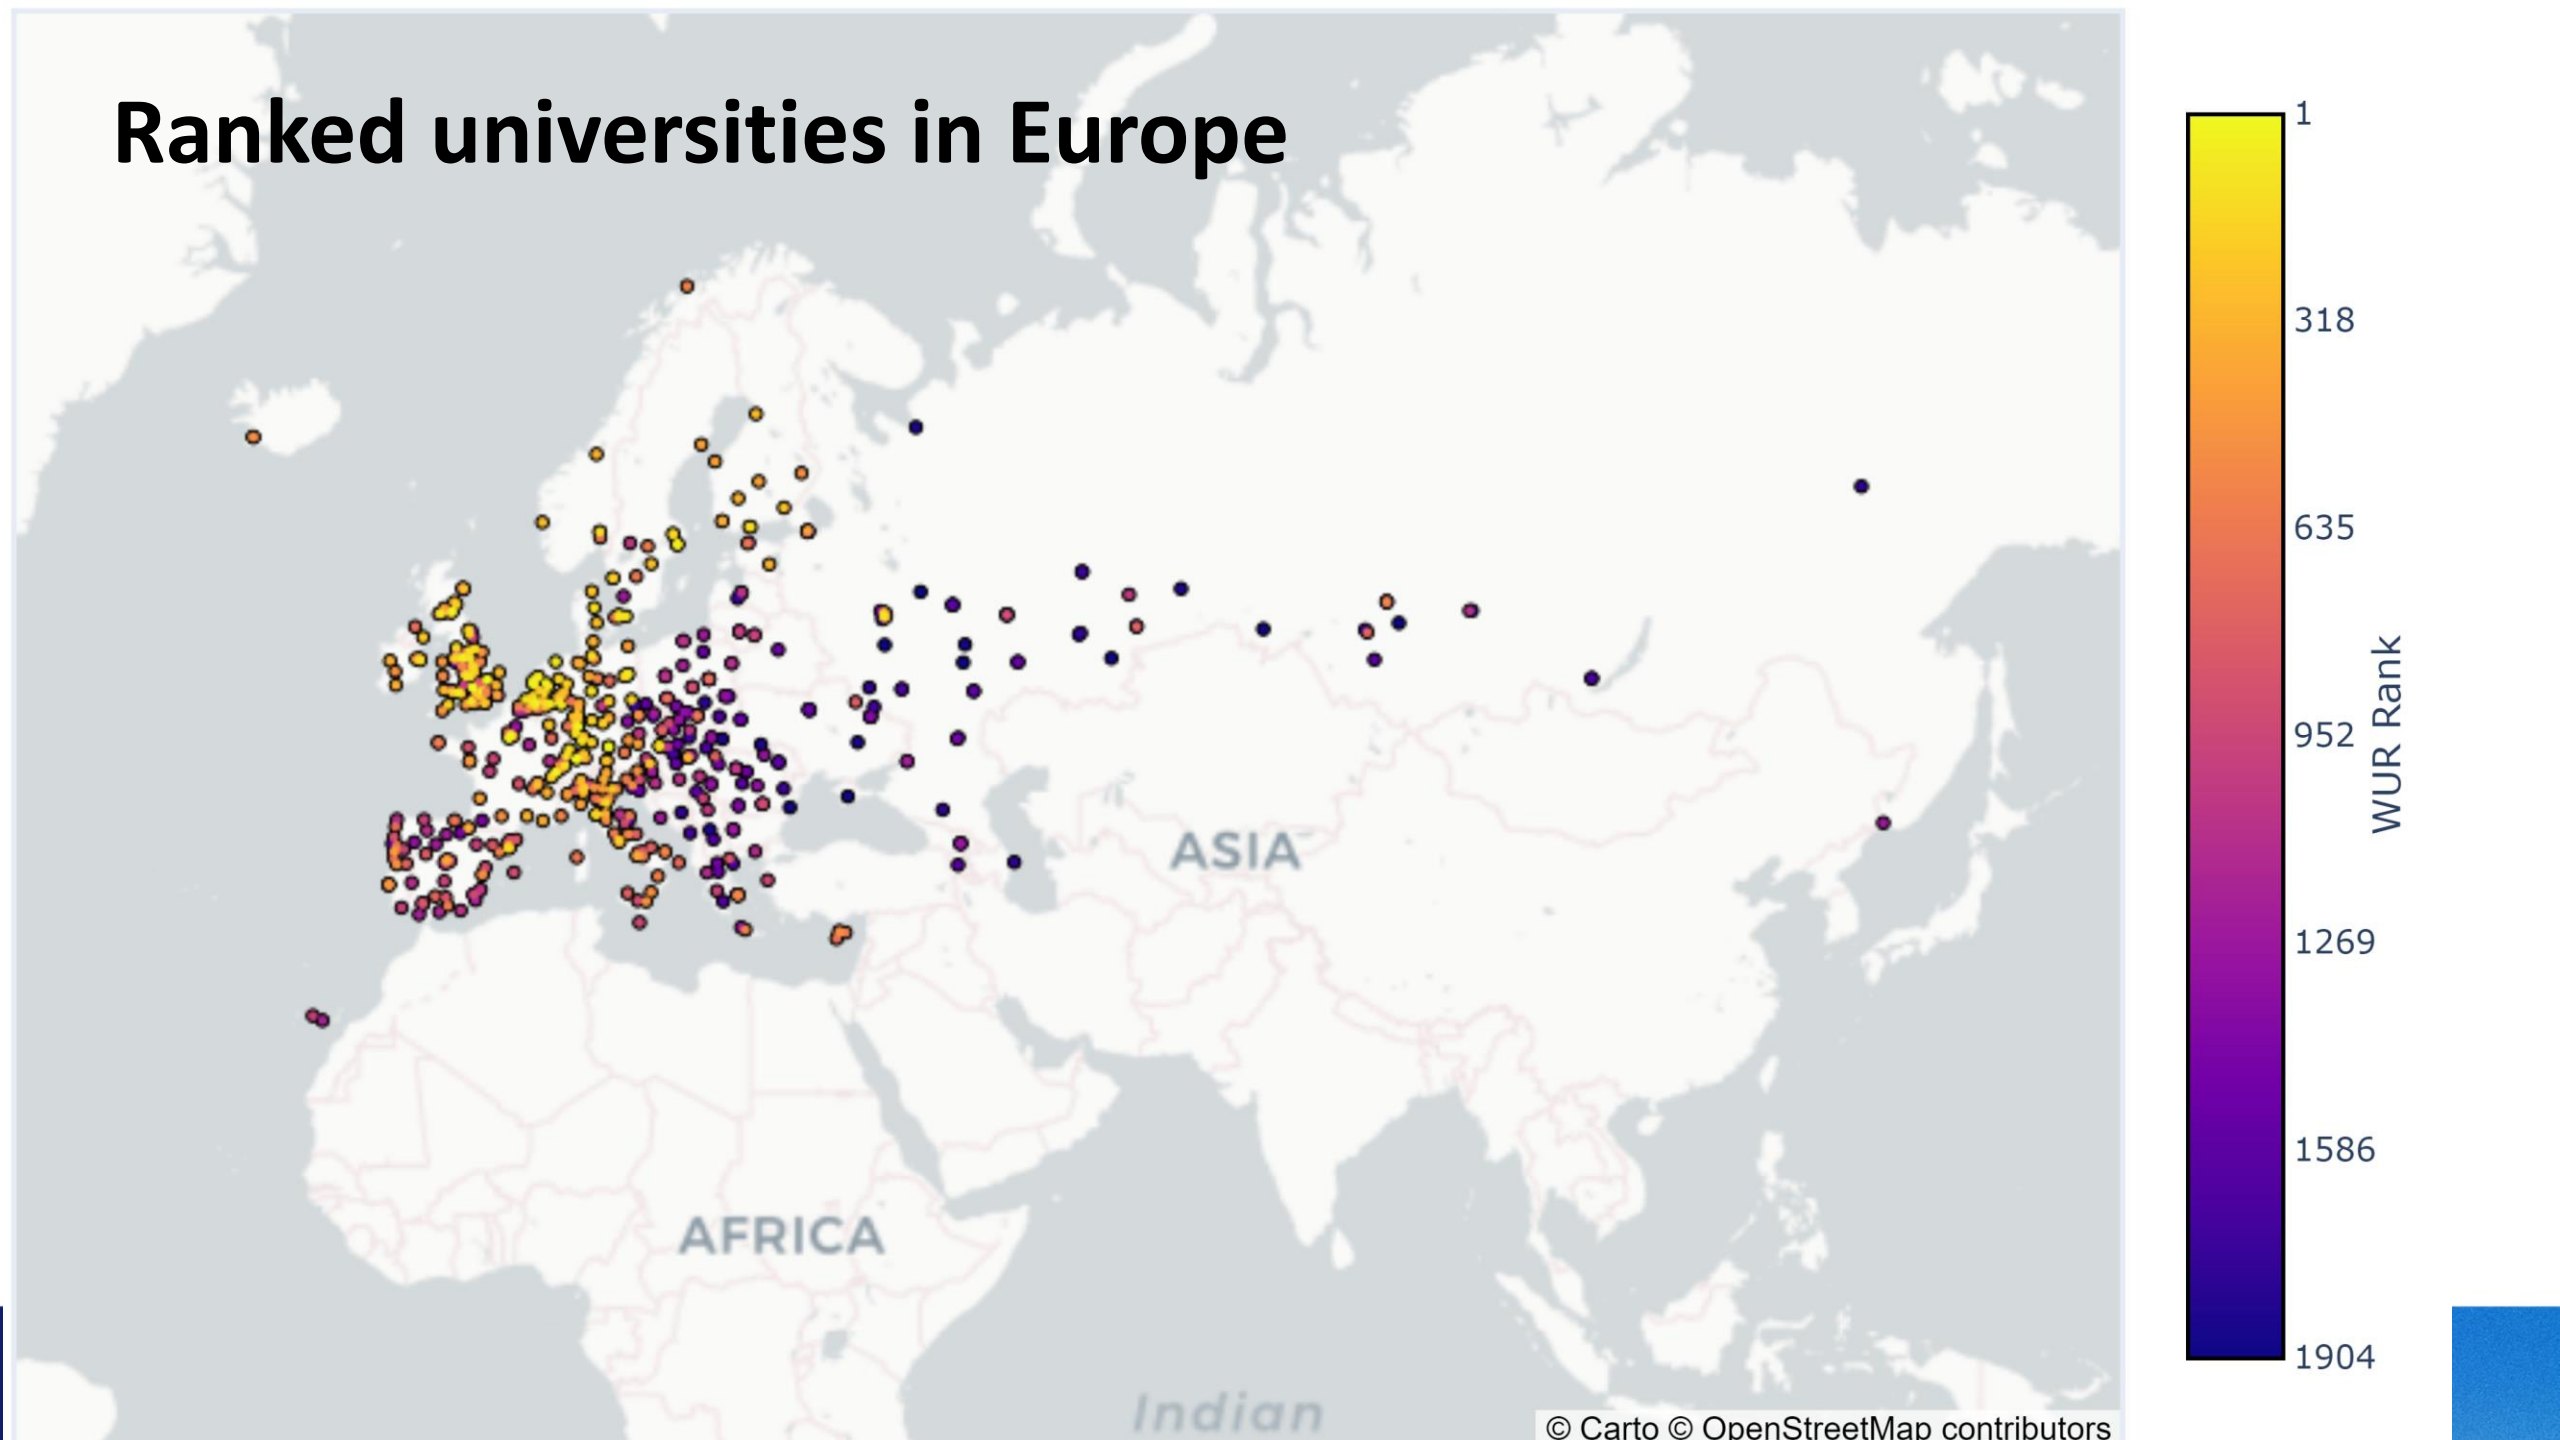 Ranked universities in Europe
1
318
635
952
1269
1586
1904
WUR Rank
ASIA
AFRICA
Indian
© Carto © OpenStreetMap contributors